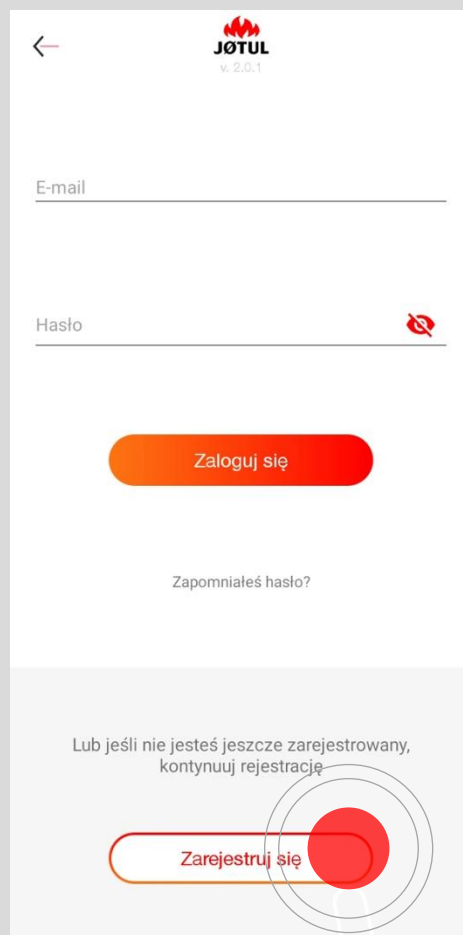 JØTUL
v. 2.0.1
E-mail
Hasło
Zaloguj się
Zapomniałeś hasło?
Lub jeśli nie jesteś jeszcze zarejestrowany,
kontynuuj rejestrację
Zarejestruj się